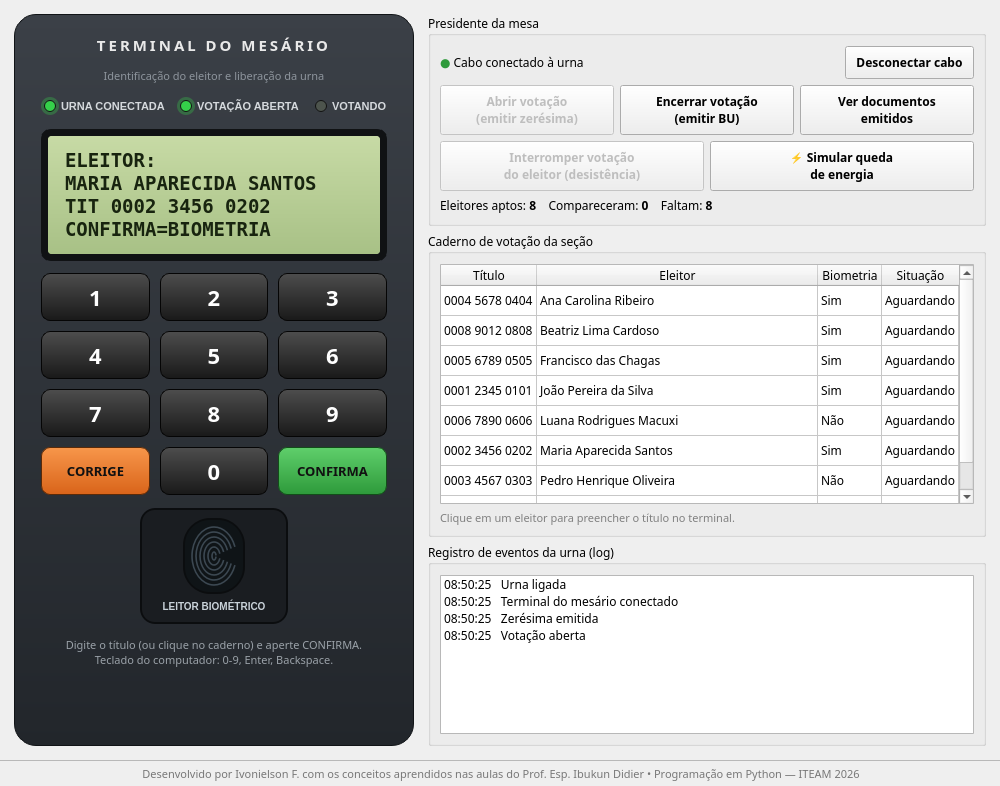 TERMINAL DO MESÁRIO
Identificação do eleitor e liberação da urna
URNA CONECTADA VOTAÇÃO ABERTA VOTANDO
ELEITOR:
MARIA APARECIDA SANTOS
TIT 0002 3456 0202
CONFIRMA=BIOMETRIA
1 2 3
4 5 6
7 8 9
CORRIGE 0 CONFIRMA
LEITOR BIOMÉTRICO
Digite o título (ou clique no caderno) e aperte CONFIRMA.
Teclado do computador: 0-9, Enter, Backspace.
Presidente da mesa
Cabo conectado à urna Desconectar cabo
Abrir votação
(emitir zerésima)
Encerrar votação
(emitir BU)
Ver documentos
emitidos
Interromper votação
do eleitor (desistência)
⚡ Simular queda
de energia
Eleitores aptos: 8 Compareceram: 0 Faltam: 8
Caderno de votação da seção
Título Eleitor Biometria Situação
0004 5678 0404 Ana Carolina Ribeiro Sim Aguardando
0008 9012 0808 Beatriz Lima Cardoso Sim Aguardando
0005 6789 0505 Francisco das Chagas Sim Aguardando
0001 2345 0101 João Pereira da Silva Sim Aguardando
0006 7890 0606 Luana Rodrigues Macuxi Não Aguardando
0002 3456 0202 Maria Aparecida Santos Sim Aguardando
0003 4567 0303 Pedro Henrique Oliveira Não Aguardando
Clique em um eleitor para preencher o título no terminal.
Registro de eventos da urna (log)
08:50:25 Urna ligada
08:50:25 Terminal do mesário conectado
08:50:25 Zerésima emitida
08:50:25 Votação aberta
Desenvolvido por Ivonielson F. com os conceitos aprendidos nas aulas do Prof. Esp. Ibukun Didier • Programação em Python — ITEAM 2026